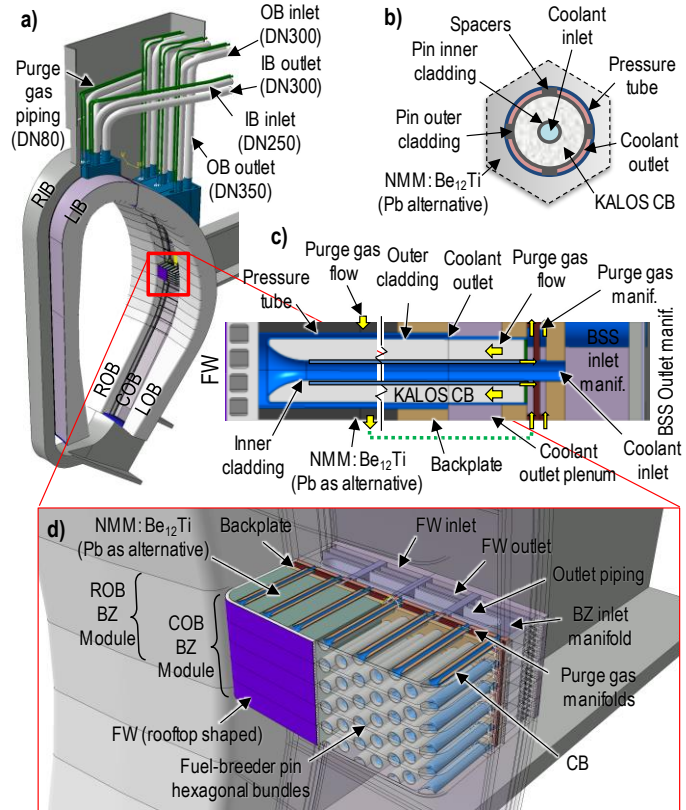 a)
OB inlet
(DN300)
IB outlet
(DN300)
IB inlet
(DN250)
OB outlet
(DN350)
Purge
gas
piping
(DN80)
RIB
LIB
ROB
COB
LOB
b)
Spacers
Coolant
inlet
Pin inner
cladding
Pressure
tube
Pin outer
cladding
Coolant
outlet
NMM: Be12Ti
(Pb alternative)
KALOS CB
c)
Purge gas
flow
Outer
cladding
Coolant
outlet
Purge gas
flow
Purge gas
manif.
Pressure
tube
FW
BSS
inlet
manif.
BSS Outlet manif.
KALOS CB
Inner
cladding
NMM: Be12Ti
(Pb as alternative)
Backplate
Coolant
outlet plenum
Coolant
inlet
d)
NMM: Be12Ti
(Pb as alternative)
Backplate
FW inlet
FW outlet
Outlet piping
BZ inlet
manifold
ROB
BZ
Module
COB
BZ
Module
Purge gas
manifolds
FW (rooftop shaped)
Fuel-breeder pin
hexagonal bundles
CB